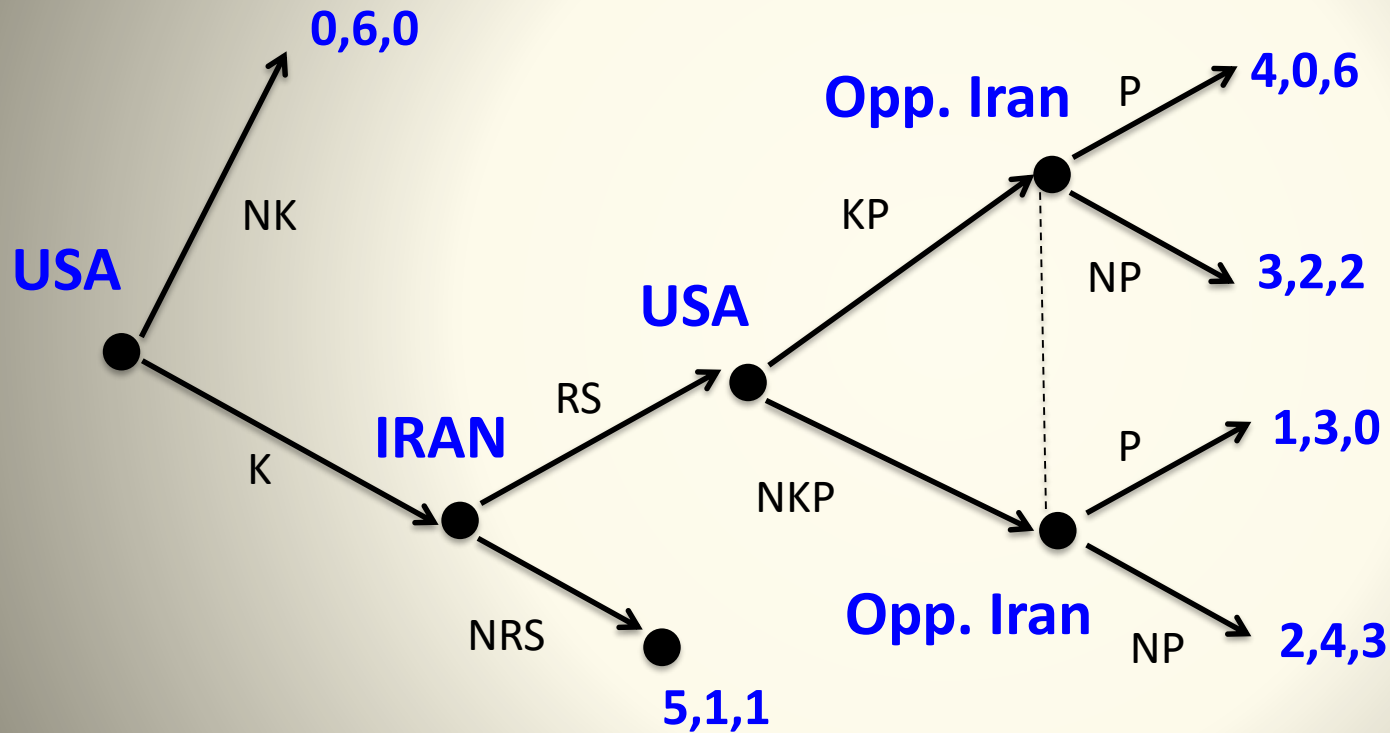 0,6,0
NK
USA
K
IRAN
RS
NRS
5,1,1
USA
KP
NKP
Opp. Iran
P
4,0,6
NP
3,2,2
P
1,3,0
Opp. Iran
NP
2,4,3